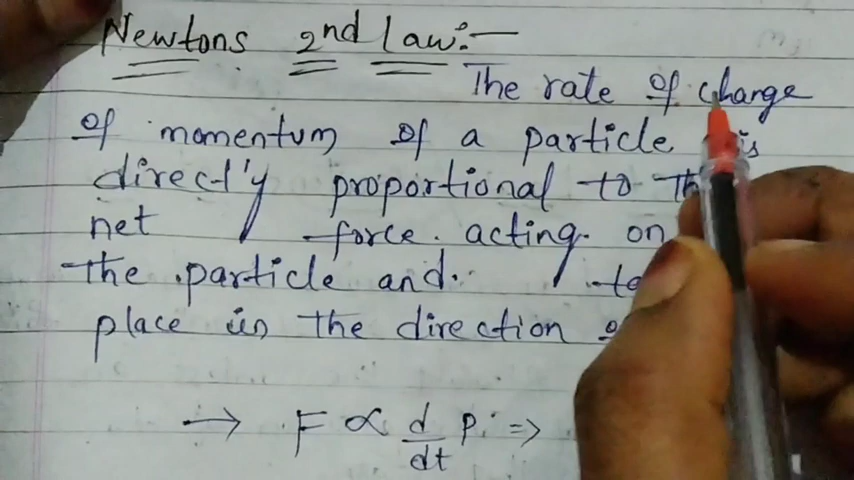 Newtons 2nd law:-
The rate of change
of momentum of a particle is
directly proportional to
net force acting on
the particle and
place in the direction
→ F ∝ d/dt P ⇒